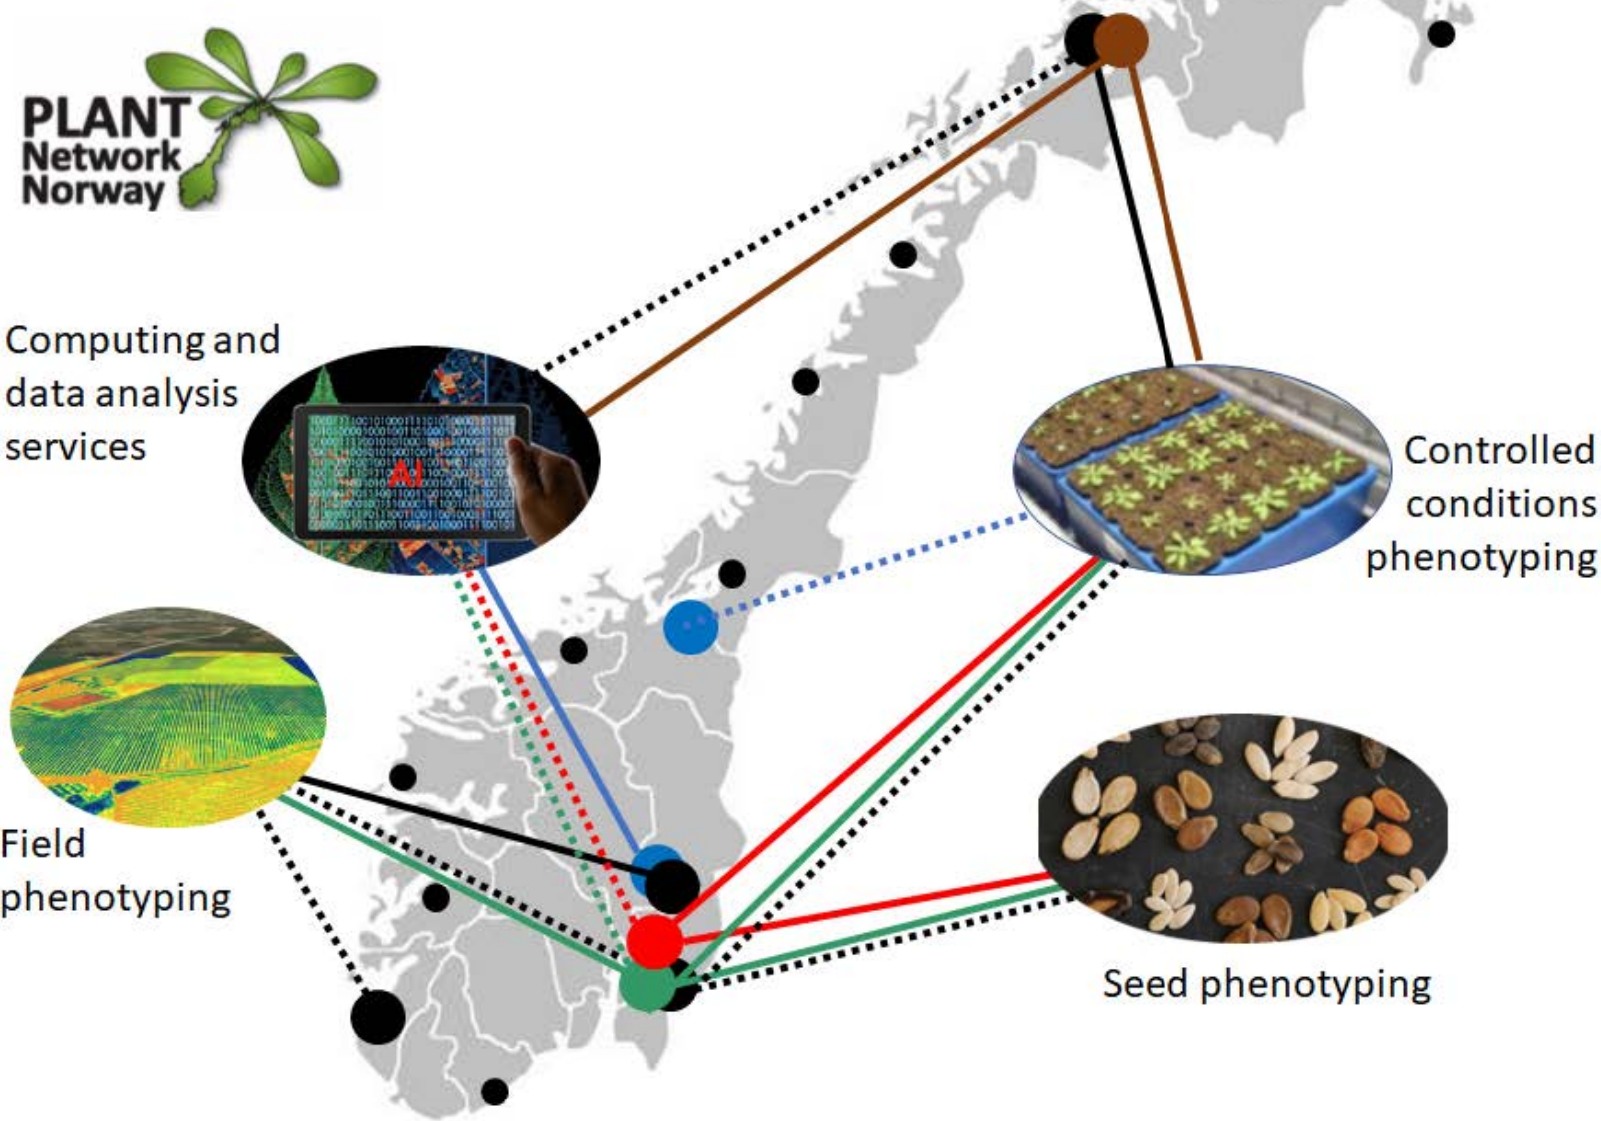 PLANT
Network
Norway
Computing and
data analysis
services
AI
Controlled
conditions
phenotyping
Field
phenotyping
Seed phenotyping